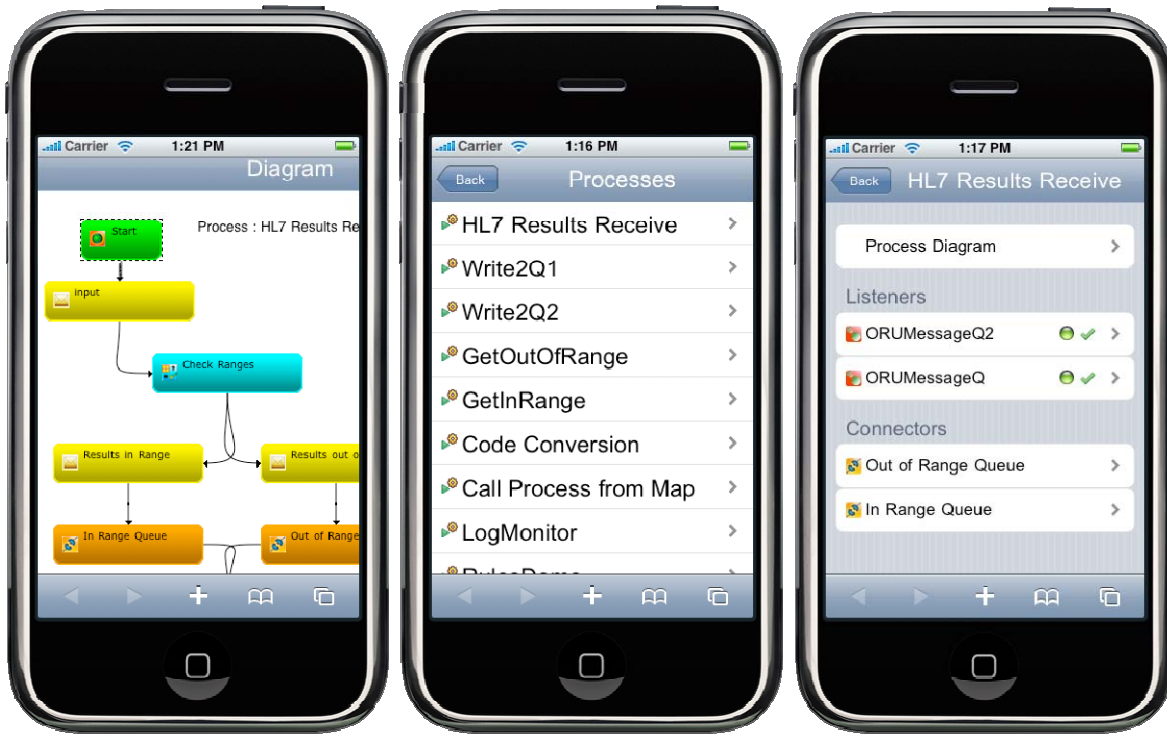 Carrier 1:21 PM
Diagram
Process : HL7 Results Re
Start
input
Check Ranges
Results in Range
Results out o
In Range Queue
Out of Range
Carrier 1:16 PM
Back Processes
HL7 Results Receive
Write2Q1
Write2Q2
GetOutOfRange
GetInRange
Code Conversion
Call Process from Map
LogMonitor
Carrier 1:17 PM
Back HL7 Results Receive
Process Diagram
Listeners
ORUMessageQ2
ORUMessageQ
Connectors
Out of Range Queue
In Range Queue